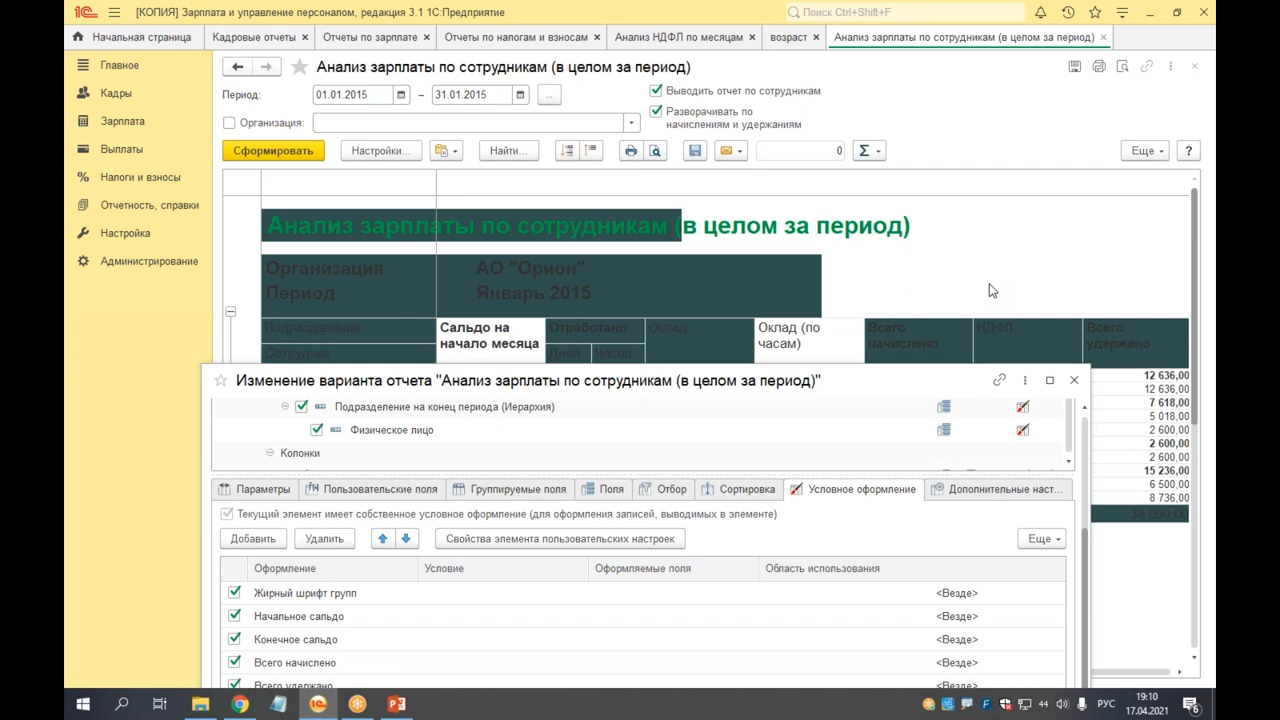 [КОПИЯ] Зарплата и управление персоналом, редакция 3.1 1С:Предприятие
Поиск Ctrl+Shift+F
Начальная страница
Кадровые отчеты ×
Отчеты по зарплате ×
Отчеты по налогам и взносам ×
Анализ НДФЛ по месяцам ×
возраст ×
Анализ зарплаты по сотрудникам (в целом за период) ×
Главное
Кадры
Зарплата
Выплаты
Налоги и взносы
Отчетность, справки
Настройка
Администрирование
Анализ зарплаты по сотрудникам (в целом за период)
Период: 01.01.2015 – 31.01.2015 ...
Выводить отчет по сотрудникам
Организация:
Разворачивать по
начислениям и удержаниям
Сформировать Настройки... Найти... 0 Σ Еще ?
Анализ зарплаты по сотрудникам (в целом за период)
Организация АО "Орион"
Период Январь 2015
Подразделение Сальдо на Отработано Оклад Оклад (по Всего НДФЛ Всего
начало месяца часам) начислено удержано
Сотрудник Дней Часов
12 636,00
12 636,00
7 618,00
5 018,00
2 600,00
2 600,00
2 600,00
15 236,00
6 500,00
8 736,00
Изменение варианта отчета "Анализ зарплаты по сотрудникам (в целом за период)"
Подразделение на конец периода (Иерархия)
Физическое лицо
Колонки
Параметры Пользовательские поля Группируемые поля Поля Отбор Сортировка Условное оформление Дополнительные наст...
Текущий элемент имеет собственное условное оформление (для оформления записей, выводимых в элементе)
Добавить Удалить Свойства элемента пользовательских настроек Еще
Оформление Условие Оформляемые поля Область использования
Жирный шрифт групп <Везде>
Начальное сальдо <Везде>
Конечное сальдо <Везде>
Всего начислено <Везде>
Всего удержано <Везде>
44 РУС 19:10
17.04.2021